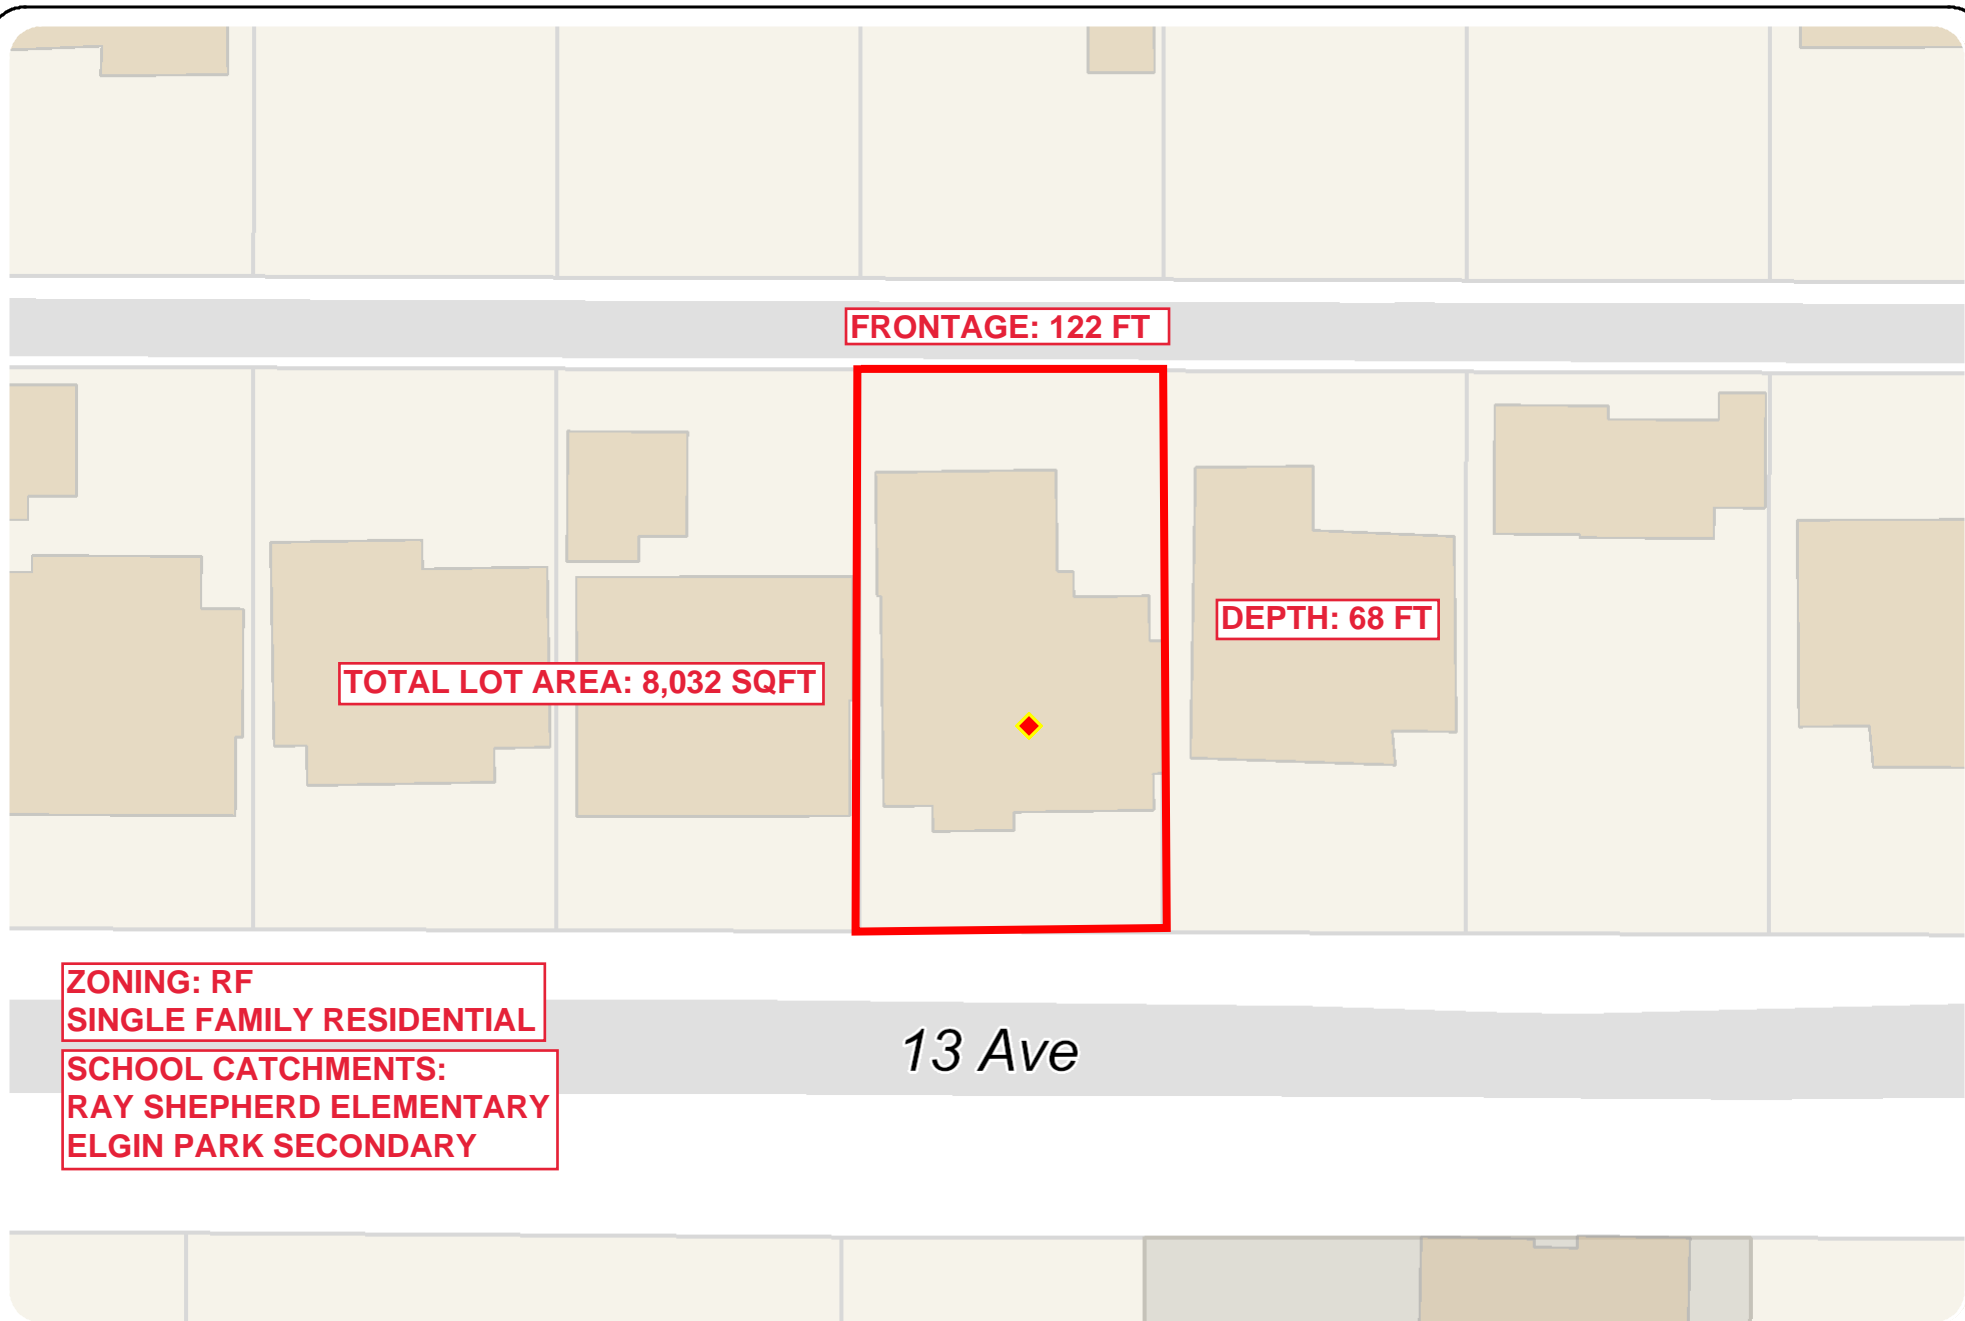 FRONTAGE: 122 FT
DEPTH: 68 FT
TOTAL LOT AREA: 8,032 SQFT
ZONING: RF
SINGLE FAMILY RESIDENTIAL
13 Ave
SCHOOL CATCHMENTS:
RAY SHEPHERD ELEMENTARY
ELGIN PARK SECONDARY